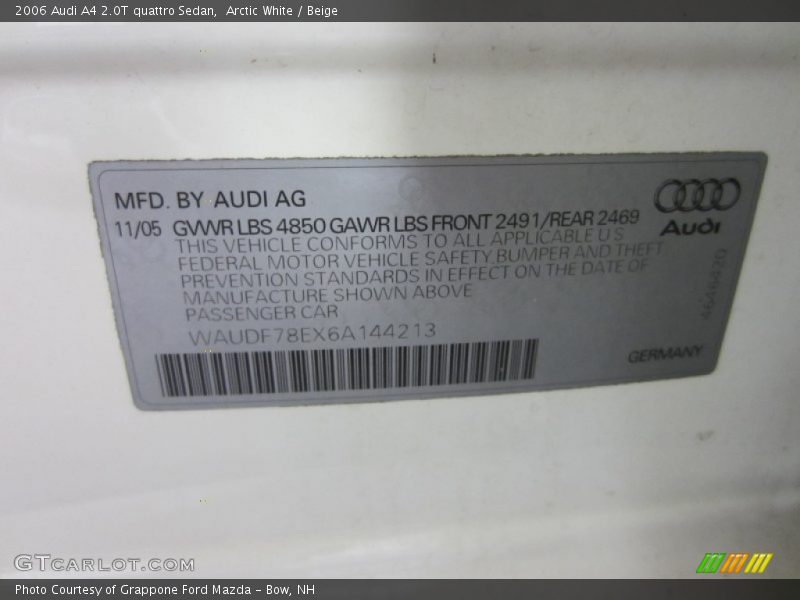 2006 Audi A4 2.0T quattro Sedan,  Arctic White / Beige
MFD. BY AUDI AG
11/05 GVWR LBS 4850 GAWR LBS FRONT 2491/REAR 2469
THIS VEHICLE CONFORMS TO ALL APPLICABLE U S
FEDERAL MOTOR VEHICLE SAFETY,BUMPER AND THEFT
PREVENTION STANDARDS IN EFFECT ON THE DATE OF
MANUFACTURE SHOWN ABOVE
PASSENGER CAR
WAUDF78EX6A144213
Audi
4646420
GERMANY
GTCARLOT.COM
Photo Courtesy of Grappone Ford Mazda - Bow, NH